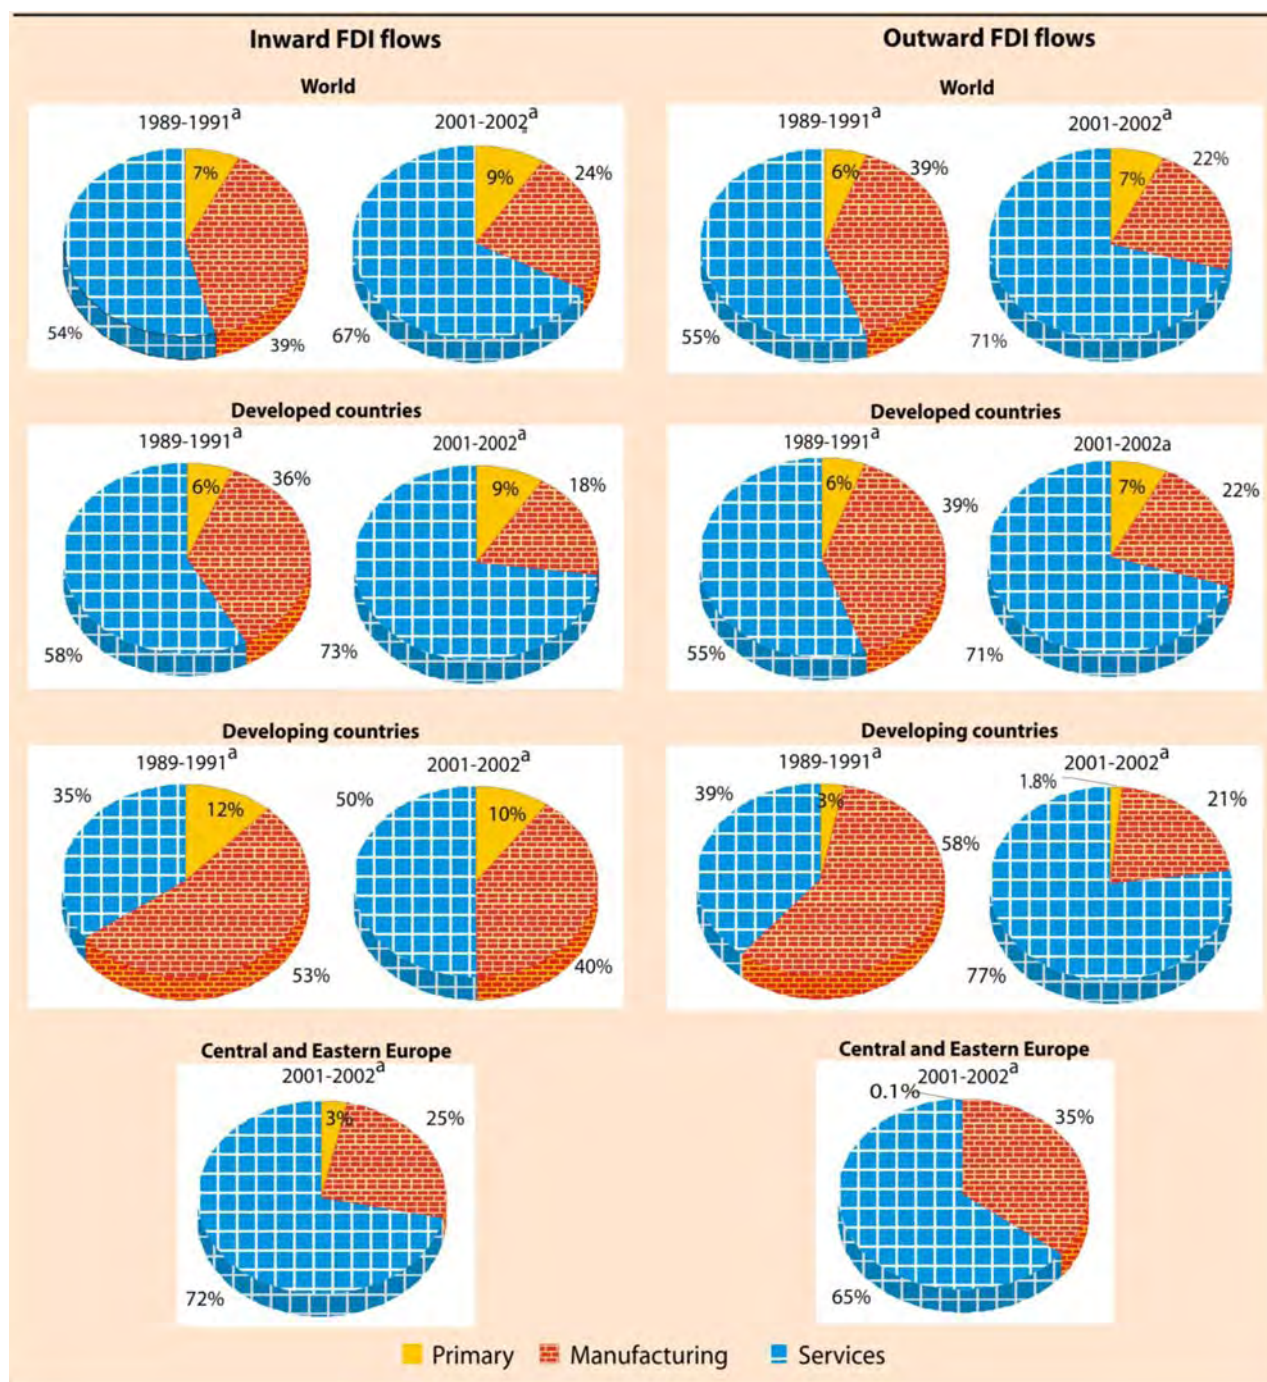 Inward FDI flows
Outward FDI flows
World
1989-1991a
2001-2002a
7%
9%
24%
54%
39%
67%
World
1989-1991a
2001-2002a
6%
39%
7%
22%
55%
71%
Developed countries
1989-1991a
2001-2002a
6%
36%
9%
18%
58%
73%
Developed countries
1989-1991a
2001-2002a
6%
39%
7%
22%
55%
71%
Developing countries
1989-1991a
2001-2002a
35%
12%
50%
10%
53%
40%
Developing countries
1989-1991a
2001-2002a
39%
3%
58%
1.8%
21%
77%
Central and Eastern Europe
2001-2002a
3%
25%
72%
Central and Eastern Europe
2001-2002a
0.1%
35%
65%
Primary Manufacturing Services